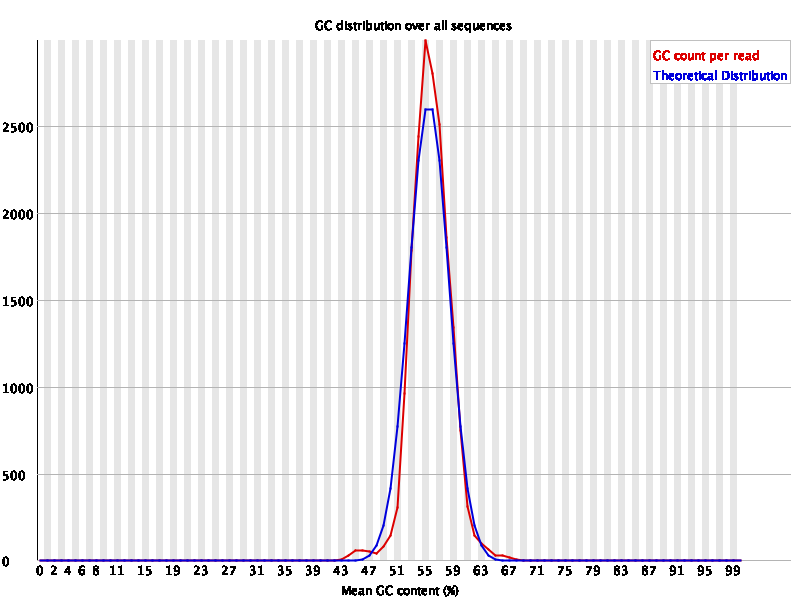 GC distribution over all sequences
GC count per read
Theoretical Distribution
2500
2000
1500
1000
500
0
0 2 4 6 8 11 15 19 23 27 31 35 39 43 47 51 55 59 63 67 71 75 79 83 87 91 95 99
Mean GC content (%)